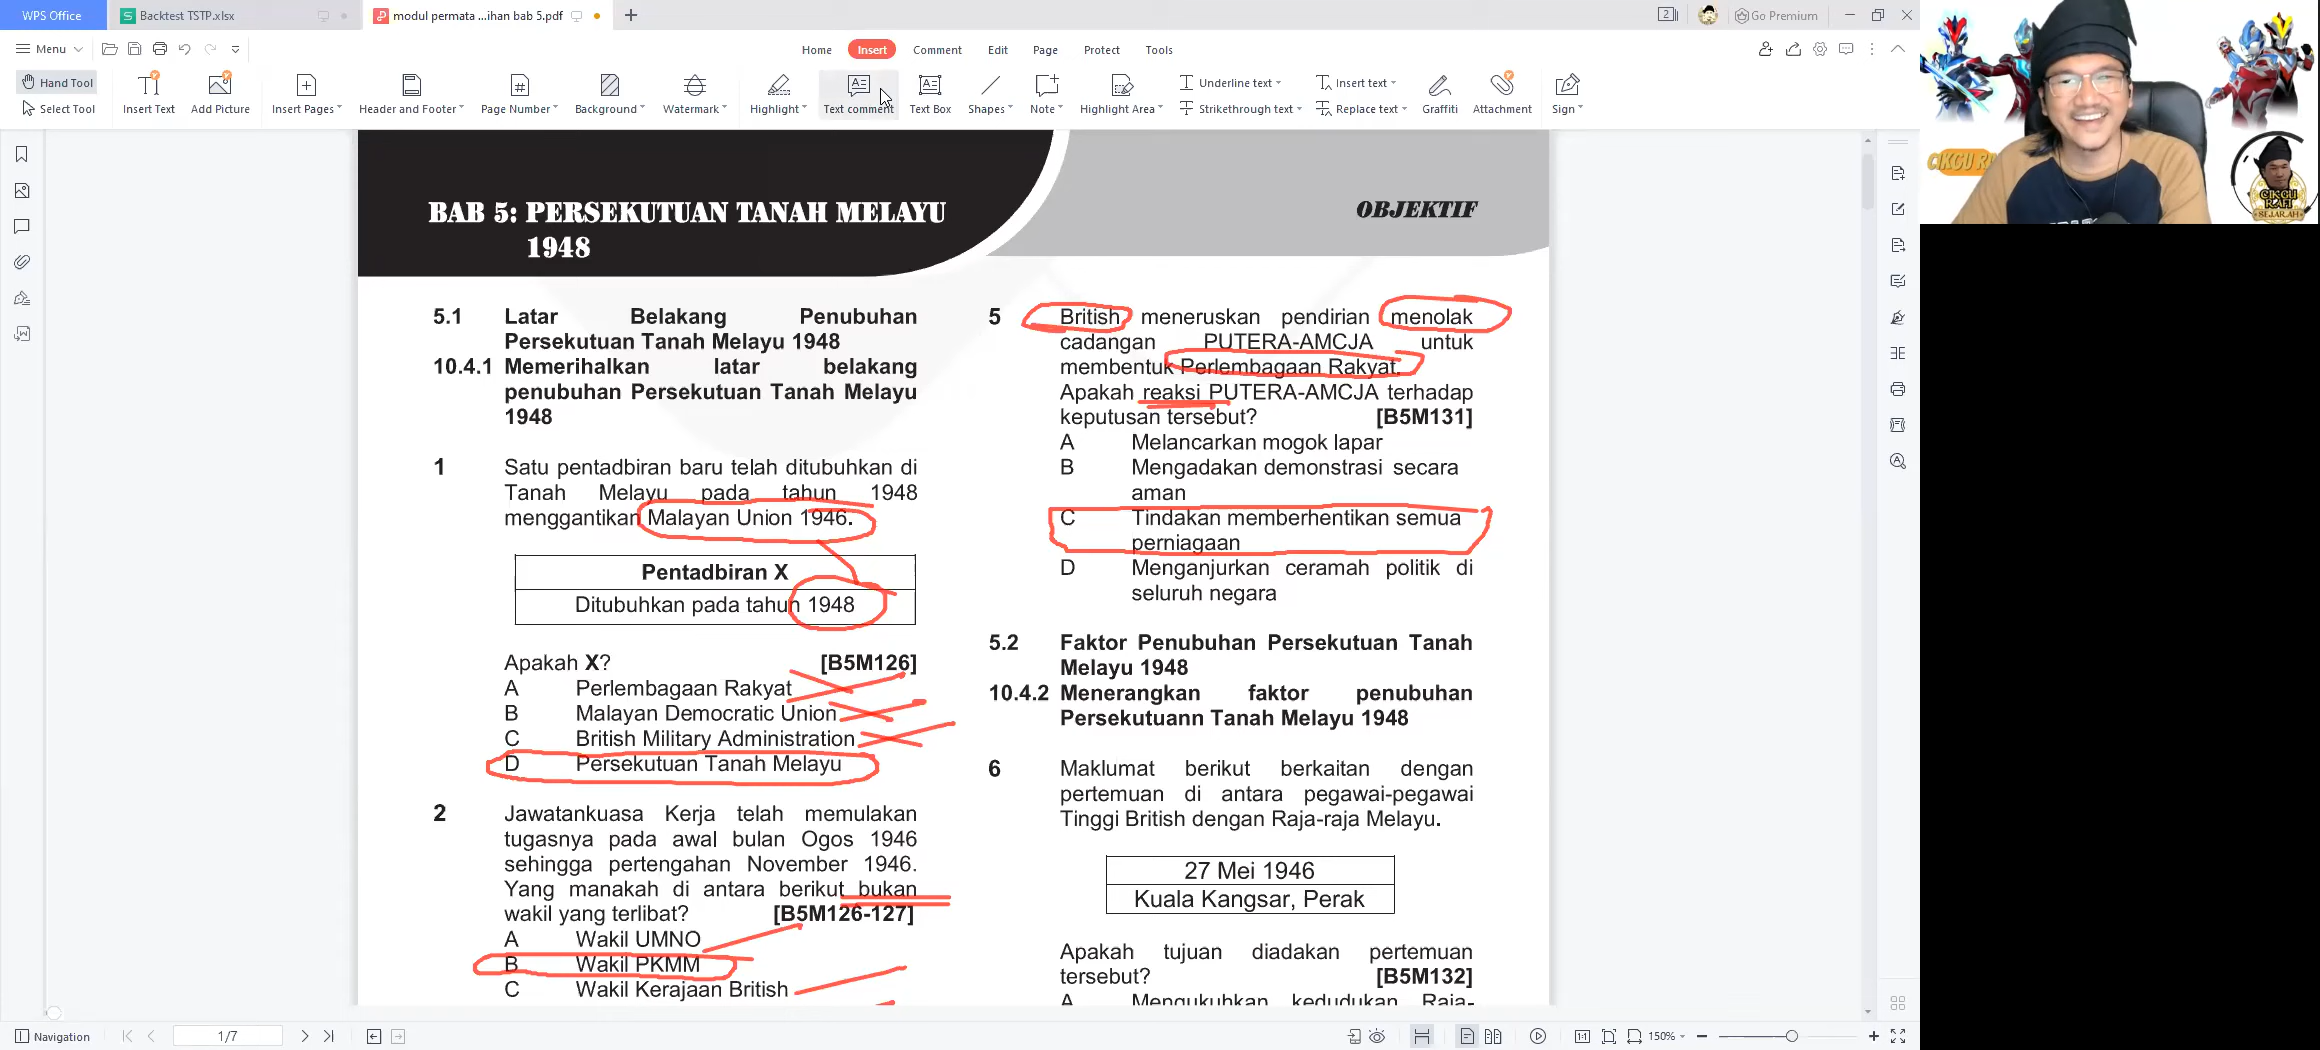 WPS Office
Backtest TSTP.xlsx
modul permata ...ihan bab 5.pdf
2
Go Premium
Menu
Home
Insert
Comment
Edit
Page
Protect
Tools
Hand Tool
Select Tool
Insert Text
Add Picture
Insert Pages
Header and Footer
Page Number
Background
Watermark
Highlight
Text comment
Text Box
Shapes
Note
Highlight Area
Underline text
Strikethrough text
Insert text
Replace text
Graffiti
Attachment
Sign
BAB 5: PERSEKUTUAN TANAH MELAYU
1948
OBJEKTIF
5.1 Latar Belakang Penubuhan
Persekutuan Tanah Melayu 1948
10.4.1 Memerihalkan latar belakang
penubuhan Persekutuan Tanah Melayu
1948
1 Satu pentadbiran baru telah ditubuhkan di
Tanah Melayu pada tahun 1948
menggantikan Malayan Union 1946.
Pentadbiran X
Ditubuhkan pada tahun 1948
Apakah X? [B5M126]
A Perlembagaan Rakyat
B Malayan Democratic Union
C British Military Administration
D Persekutuan Tanah Melayu
2 Jawatankuasa Kerja telah memulakan
tugasnya pada awal bulan Ogos 1946
sehingga pertengahan November 1946.
Yang manakah di antara berikut bukan
wakil yang terlibat? [B5M126-127]
A Wakil UMNO
B Wakil PKMM
C Wakil Kerajaan British
5 British meneruskan pendirian menolak
cadangan PUTERA-AMCJA untuk
membentuk Perlembagaan Rakyat.
Apakah reaksi PUTERA-AMCJA terhadap
keputusan tersebut? [B5M131]
A Melancarkan mogok lapar
B Mengadakan demonstrasi secara
aman
C Tindakan memberhentikan semua
perniagaan
D Menganjurkan ceramah politik di
seluruh negara
5.2 Faktor Penubuhan Persekutuan Tanah
Melayu 1948
10.4.2 Menerangkan faktor penubuhan
Persekutuann Tanah Melayu 1948
6 Maklumat berikut berkaitan dengan
pertemuan di antara pegawai-pegawai
Tinggi British dengan Raja-raja Melayu.
27 Mei 1946
Kuala Kangsar, Perak
Apakah tujuan diadakan pertemuan
tersebut? [B5M132]
A Mengukuhkan kedudukan Raja-
CIKGU R
CIKGU
RAFI
SEJARAH
Navigation
1/7
1:1
150%